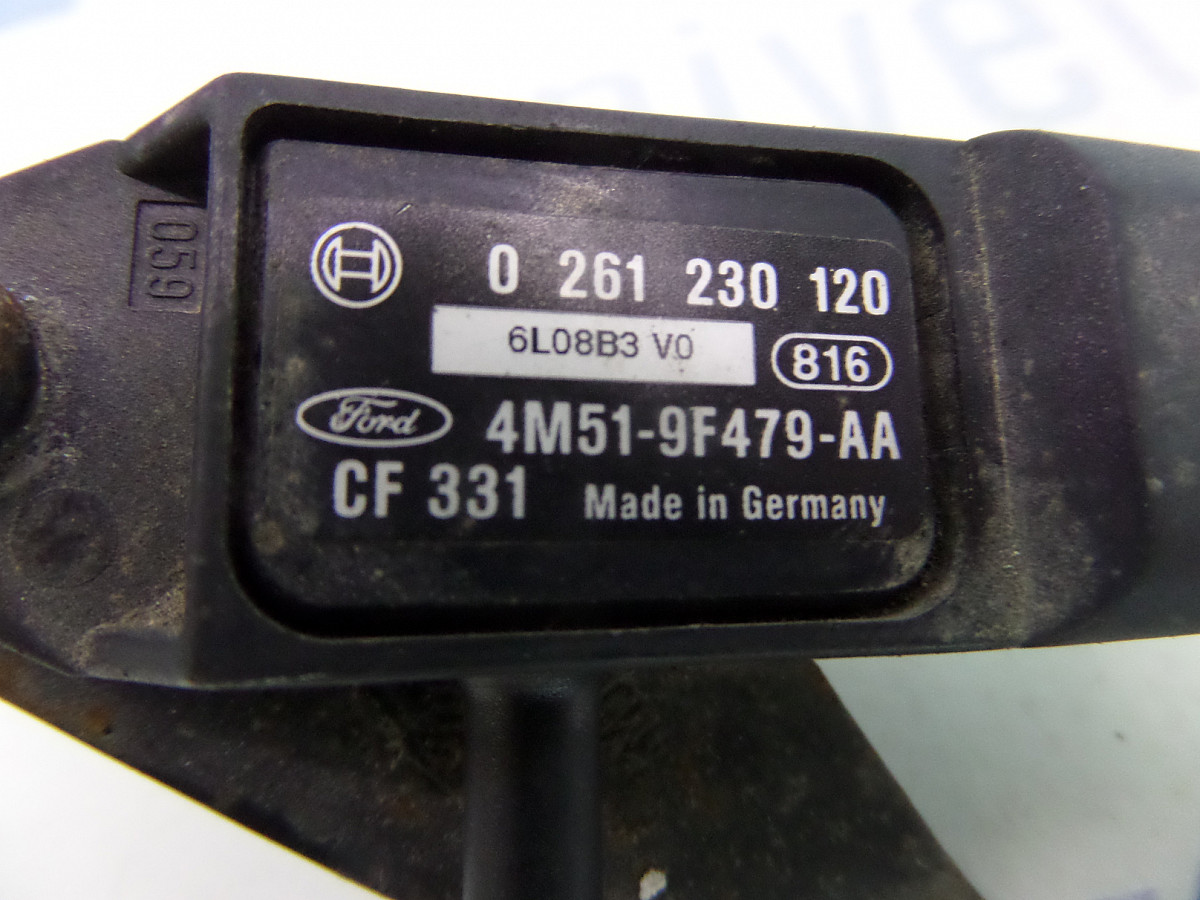 059
0 261 230 120
6L08B3 V0
816
Ford 4M51-9F479-AA
CF 331 Made in Germany